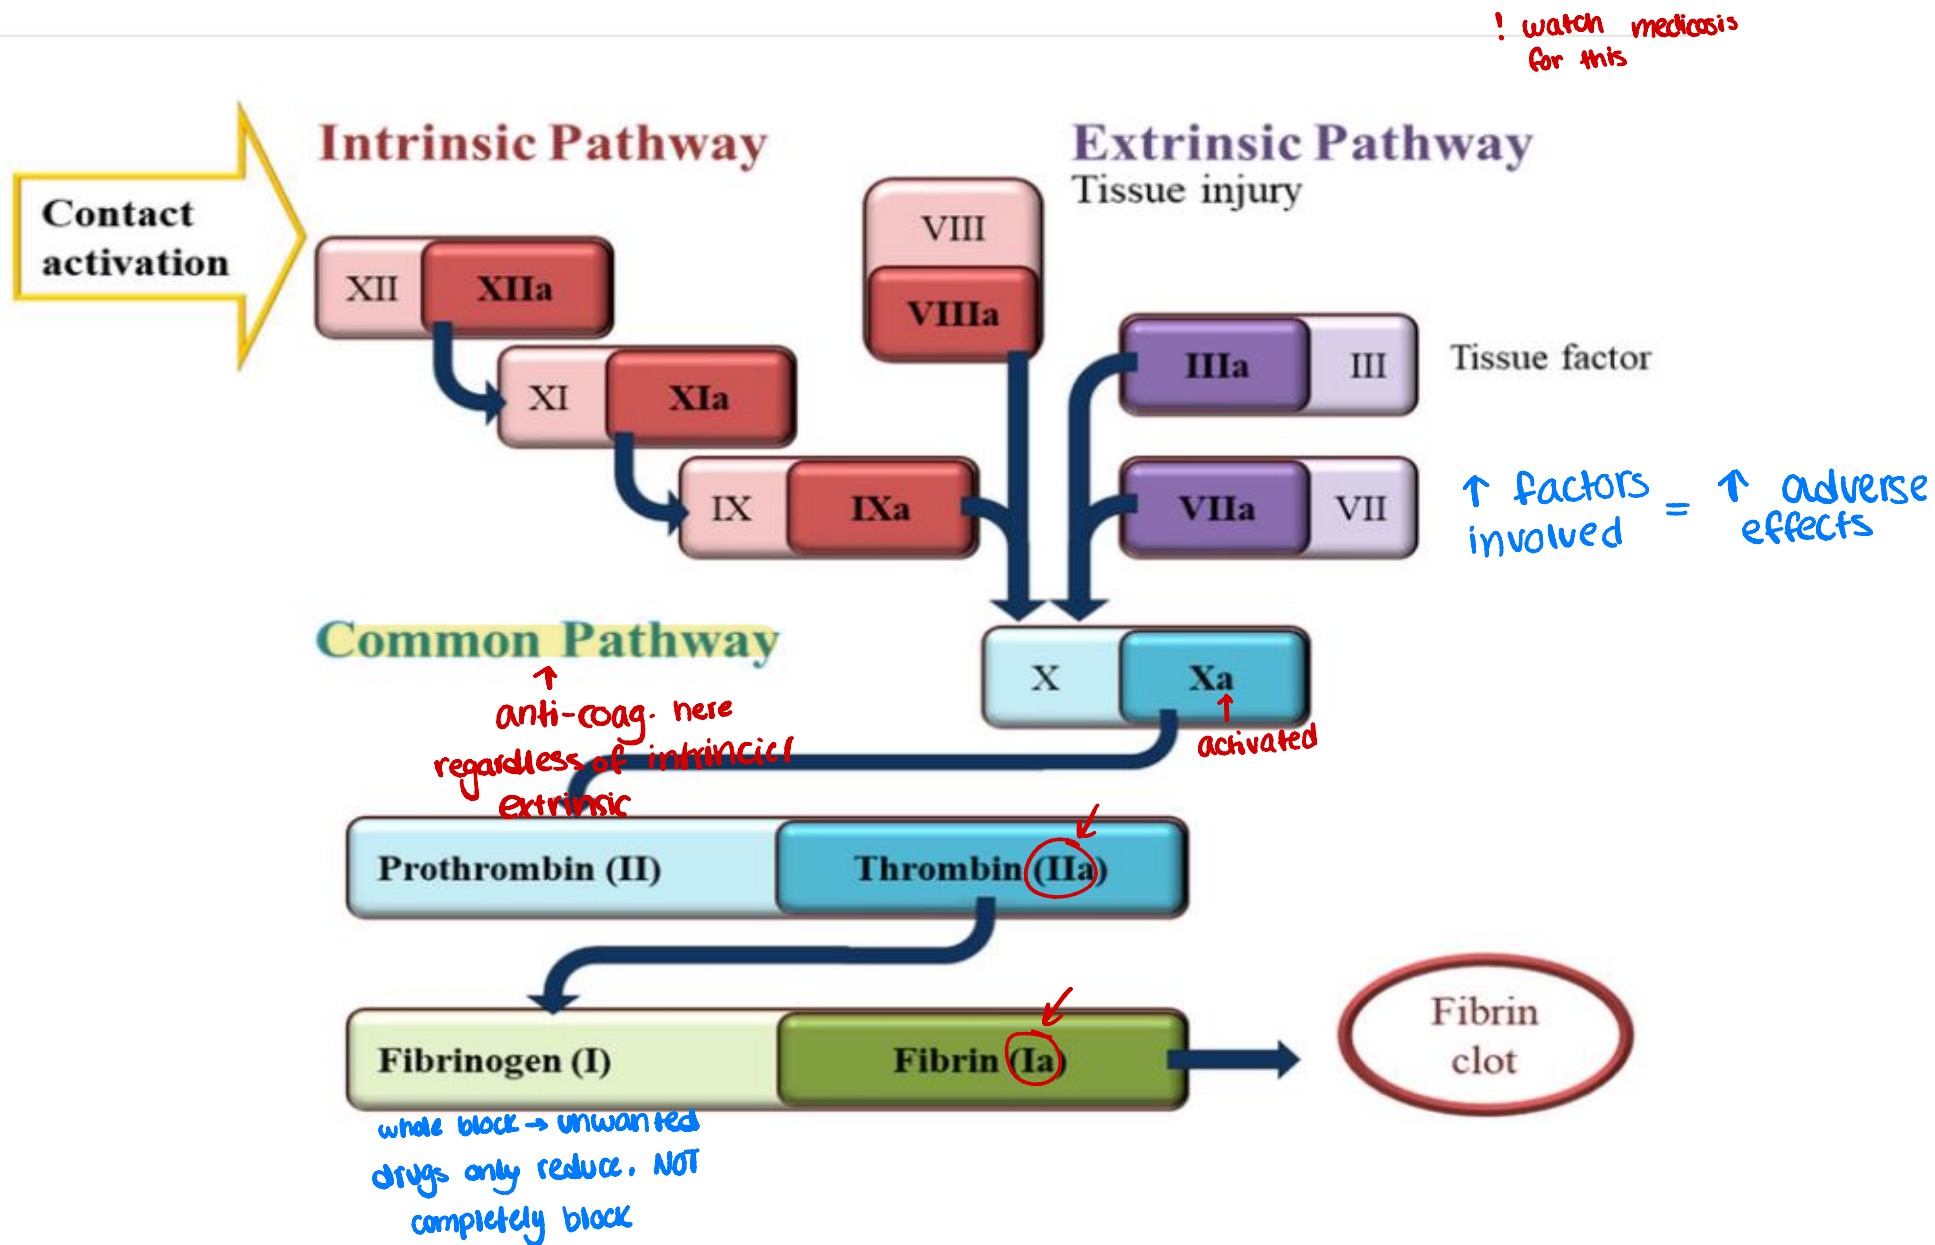 ! watch medicosis
for this
Intrinsic Pathway
Extrinsic Pathway
Tissue injury
Contact
activation
XII XIIa
VIII
VIIIa
XI XIa
IIIa III Tissue factor
IX IXa
VIIa VII
↑ factors
involved = ↑ adverse
effects
Common Pathway
↑
anti-coag. here
regardless of intrincier
extrinsic
X Xa
↑
activated
Prothrombin (II) Thrombin (IIa)
Fibrinogen (I) Fibrin (Ia)
Fibrin
clot
whole block → unwanted
drugs only reduce. NOT
completely block